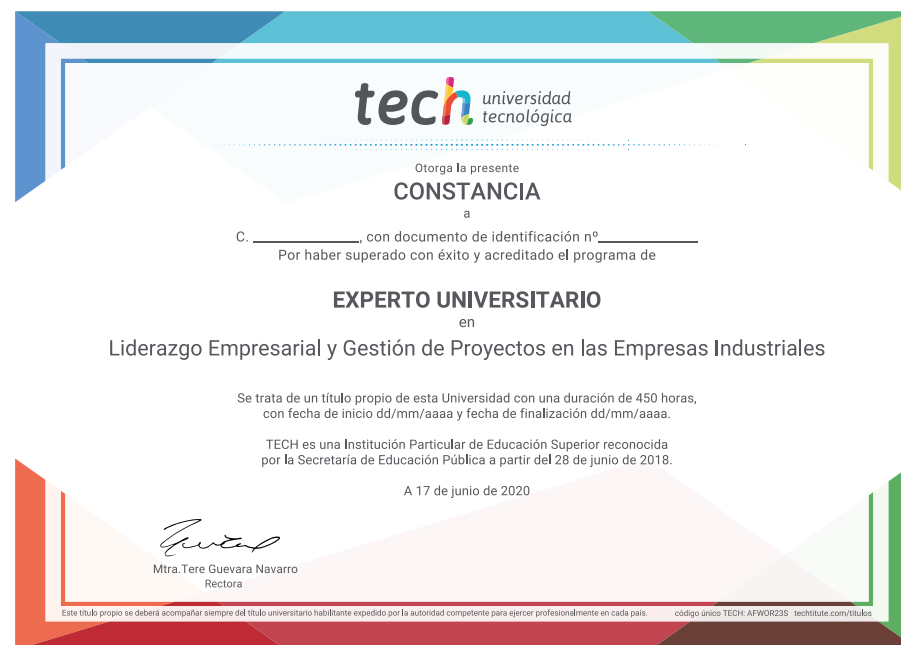 tech universidad
tecnológica
Otorga la presente
CONSTANCIA
a
C. ____________, con documento de identificación nº____________
Por haber superado con éxito y acreditado el programa de
EXPERTO UNIVERSITARIO
en
Liderazgo Empresarial y Gestión de Proyectos en las Empresas Industriales
Se trata de un título propio de esta Universidad con una duración de 450 horas,
con fecha de inicio dd/mm/aaaa y fecha de finalización dd/mm/aaaa.
TECH es una Institución Particular de Educación Superior reconocida
por la Secretaría de Educación Pública a partir del 28 de junio de 2018.
A 17 de junio de 2020
Mtra.Tere Guevara Navarro
Rectora
Este título propio se deberá acompañar siempre del título universitario habilitante expedido por la autoridad competente para ejercer profesionalmente en cada país. código único TECH: AFWOR23S techtitute.com/titulos